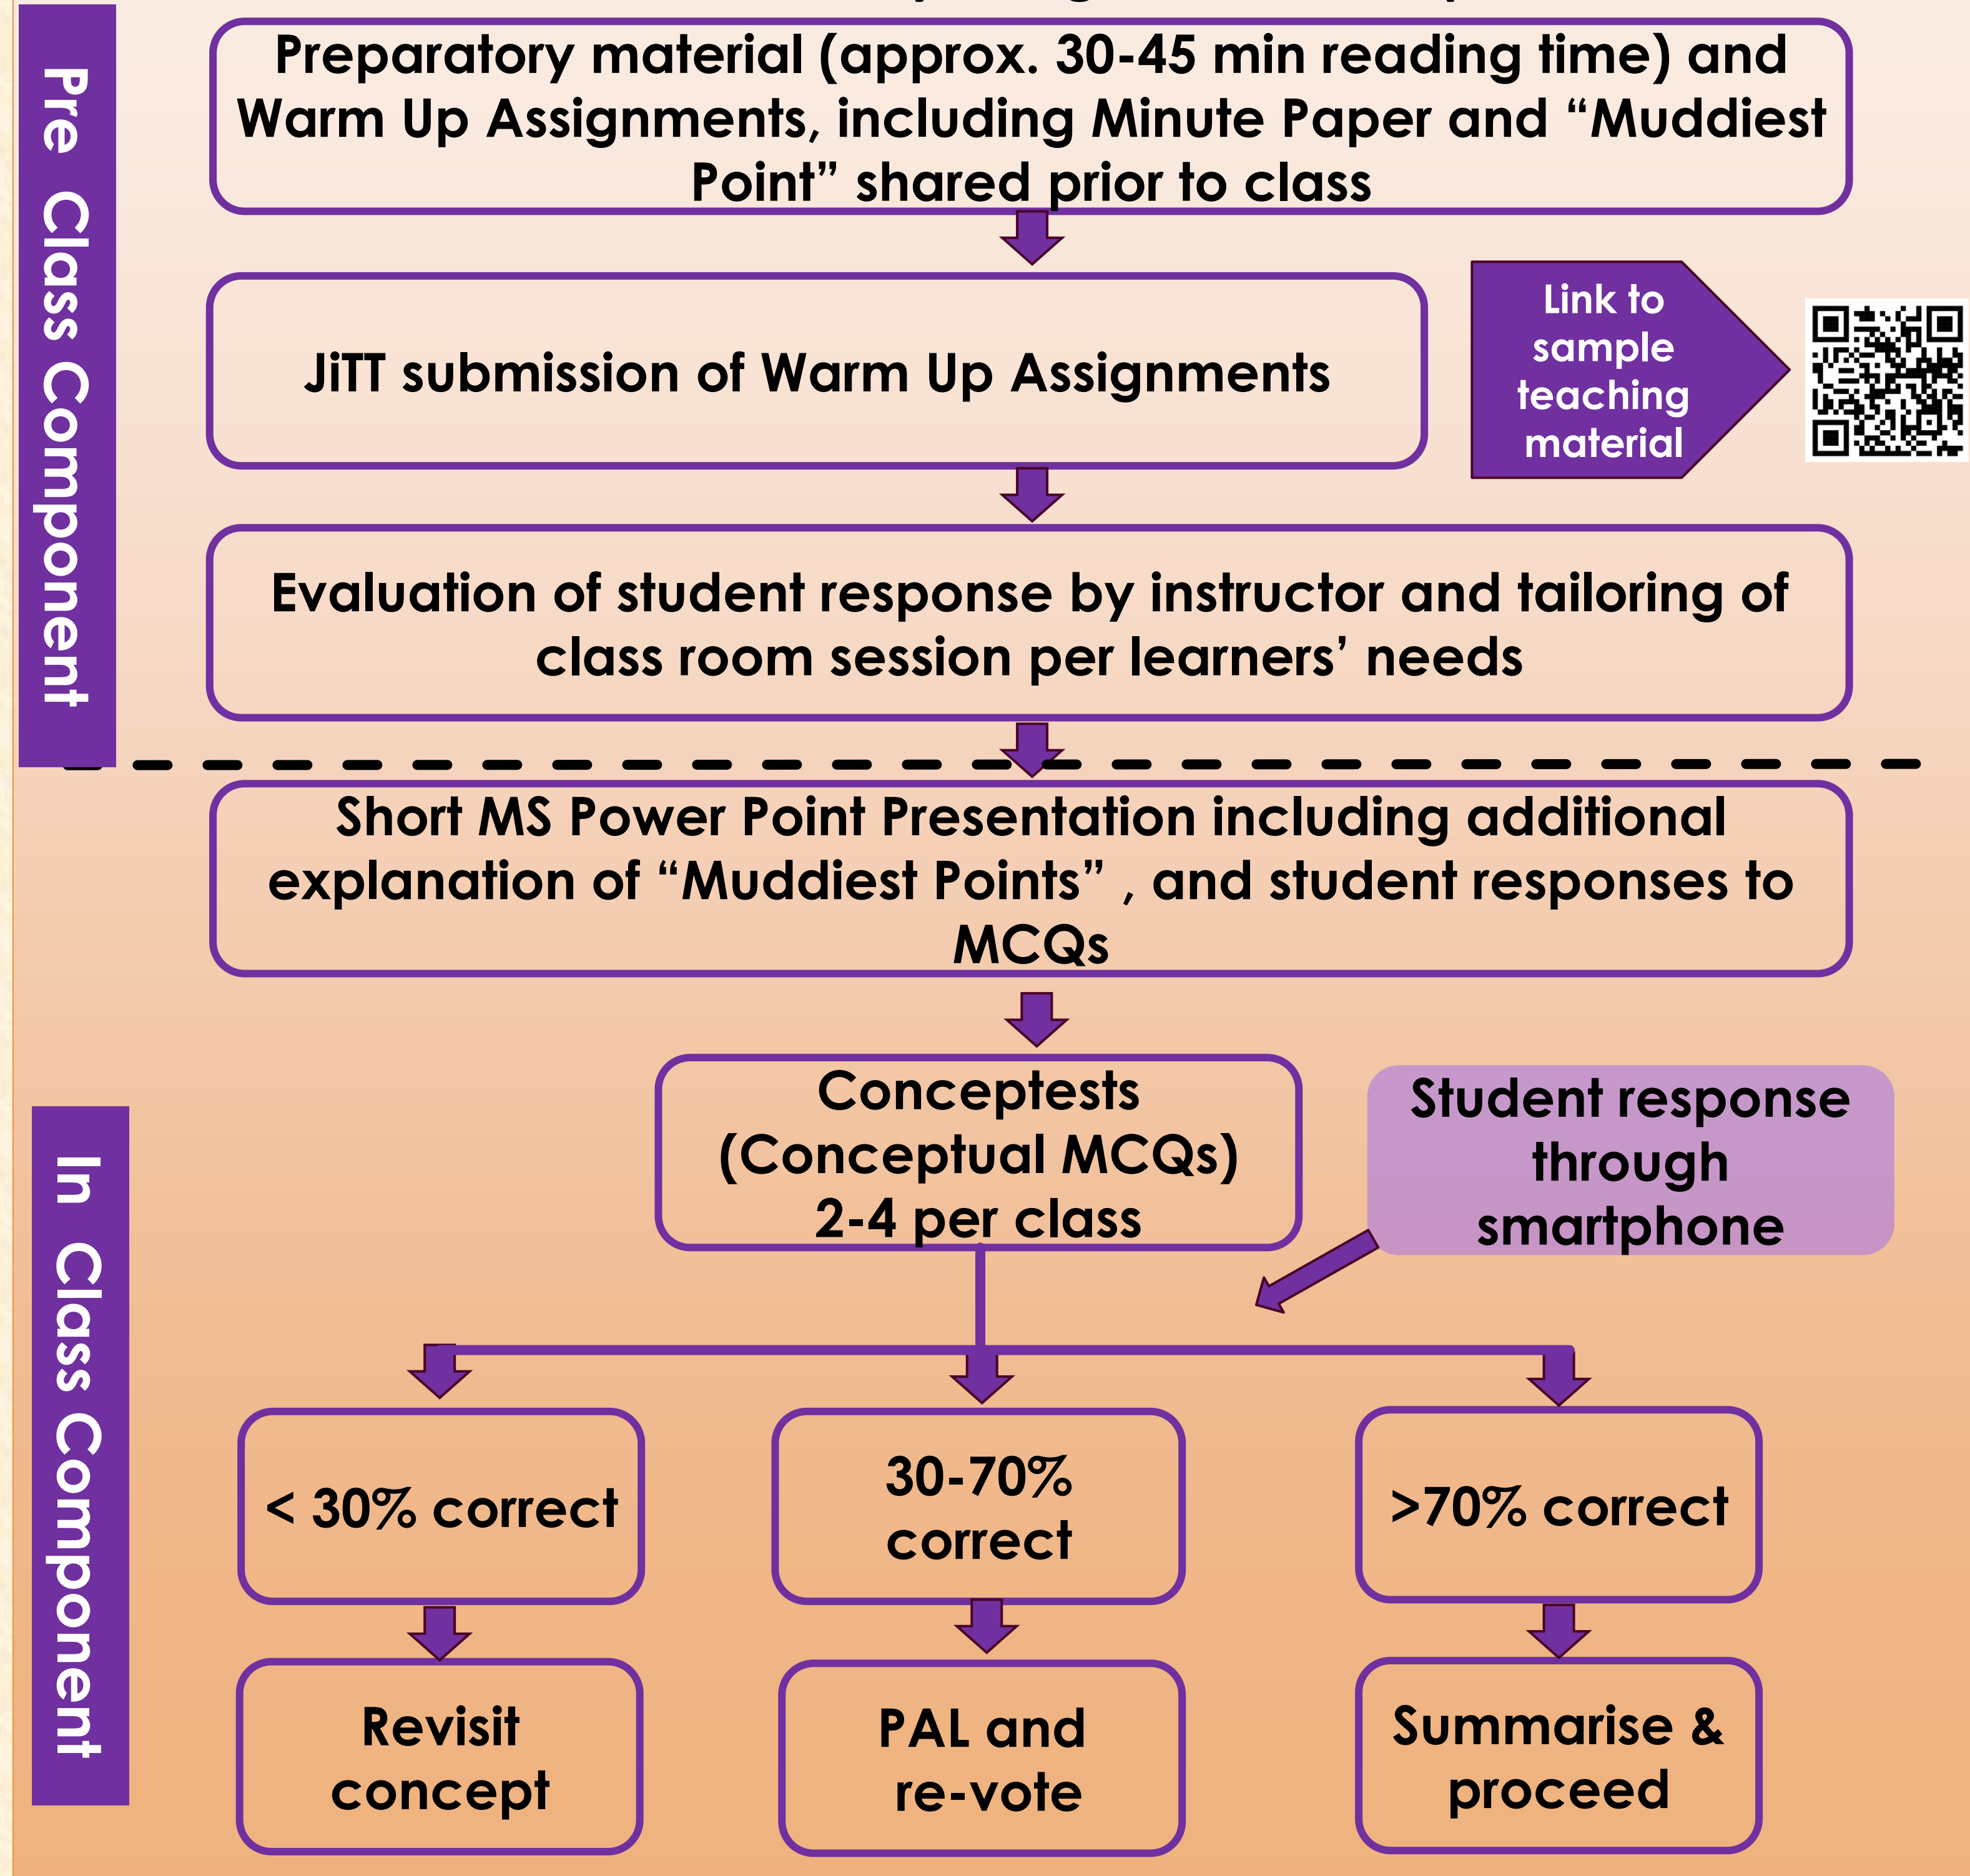 Pre Class Component
Preparatory material (approx. 30-45 min reading time) and
Warm Up Assignments, including Minute Paper and “Muddiest
Point” shared prior to class
JiTT submission of Warm Up Assignments
Link to
sample
teaching
material
Evaluation of student response by instructor and tailoring of
class room session per learners’ needs
In Class Component
Short MS Power Point Presentation including additional
explanation of “Muddiest Points” , and student responses to
MCQs
Conceptests
(Conceptual MCQs)
2-4 per class
Student response
through
smartphone
< 30% correct
30-70%
correct
>70% correct
Revisit
concept
PAL and
re-vote
Summarise &
proceed